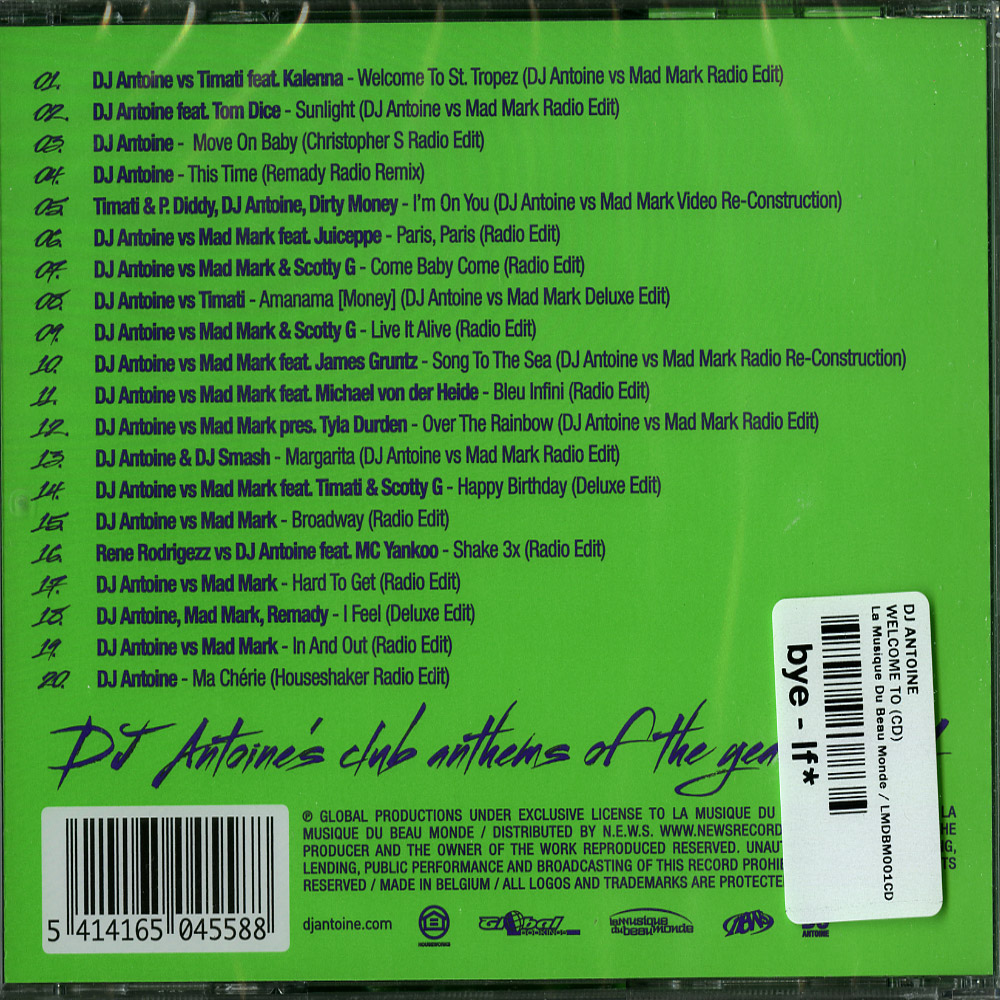 01. DJ Antoine vs Timati feat. Kalenna - Welcome To St. Tropez (DJ Antoine vs Mad Mark Radio Edit)
02. DJ Antoine feat. Tom Dice - Sunlight (DJ Antoine vs Mad Mark Radio Edit)
03. DJ Antoine - Move On Baby (Christopher S Radio Edit)
04. DJ Antoine - This Time (Remady Radio Remix)
05. Timati & P. Diddy, DJ Antoine, Dirty Money - I'm On You (DJ Antoine vs Mad Mark Video Re-Construction)
06. DJ Antoine vs Mad Mark feat. Juiceppe - Paris, Paris (Radio Edit)
07. DJ Antoine vs Mad Mark & Scotty G - Come Baby Come (Radio Edit)
08. DJ Antoine vs Timati - Amanama [Money] (DJ Antoine vs Mad Mark Deluxe Edit)
09. DJ Antoine vs Mad Mark & Scotty G - Live It Alive (Radio Edit)
10. DJ Antoine vs Mad Mark feat. James Gruntz - Song To The Sea (DJ Antoine vs Mad Mark Radio Re-Construction)
11. DJ Antoine vs Mad Mark feat. Michael von der Heide - Bleu Infini (Radio Edit)
12. DJ Antoine vs Mad Mark pres. Tyla Durden - Over The Rainbow (DJ Antoine vs Mad Mark Radio Edit)
13. DJ Antoine & DJ Smash - Margarita (DJ Antoine vs Mad Mark Radio Edit)
14. DJ Antoine vs Mad Mark feat. Timati & Scotty G - Happy Birthday (Deluxe Edit)
15. DJ Antoine vs Mad Mark - Broadway (Radio Edit)
16. Rene Rodrigezz vs DJ Antoine feat. MC Yankoo - Shake 3x (Radio Edit)
17. DJ Antoine vs Mad Mark - Hard To Get (Radio Edit)
18. DJ Antoine, Mad Mark, Remady - I Feel (Deluxe Edit)
19. DJ Antoine vs Mad Mark - In And Out (Radio Edit)
20. DJ Antoine - Ma Chérie (Houseshaker Radio Edit)
DJ Antoine's club anthems of the
DJ ANTOINE
WELCOME TO (CD)
La Musique Du Beau Monde / LMDBM001CD
bye - lf*
℗ GLOBAL PRODUCTIONS UNDER EXCLUSIVE LICENSE TO LA MUSIQUE DU LA
MUSIQUE DU BEAU MONDE / DISTRIBUTED BY N.E.W.S. WWW.NEWSRECORD
PRODUCER AND THE OWNER OF THE WORK REPRODUCED RESERVED.
LENDING, PUBLIC PERFORMANCE AND BROADCASTING OF THIS RECORD
RESERVED / MADE IN BELGIUM / ALL LOGOS AND TRADEMARKS ARE
5 414165 045588
djantoine.com
HOUSEWORKS
Global BOOKINGS
lamusique dubeaumonde
ANTOINE